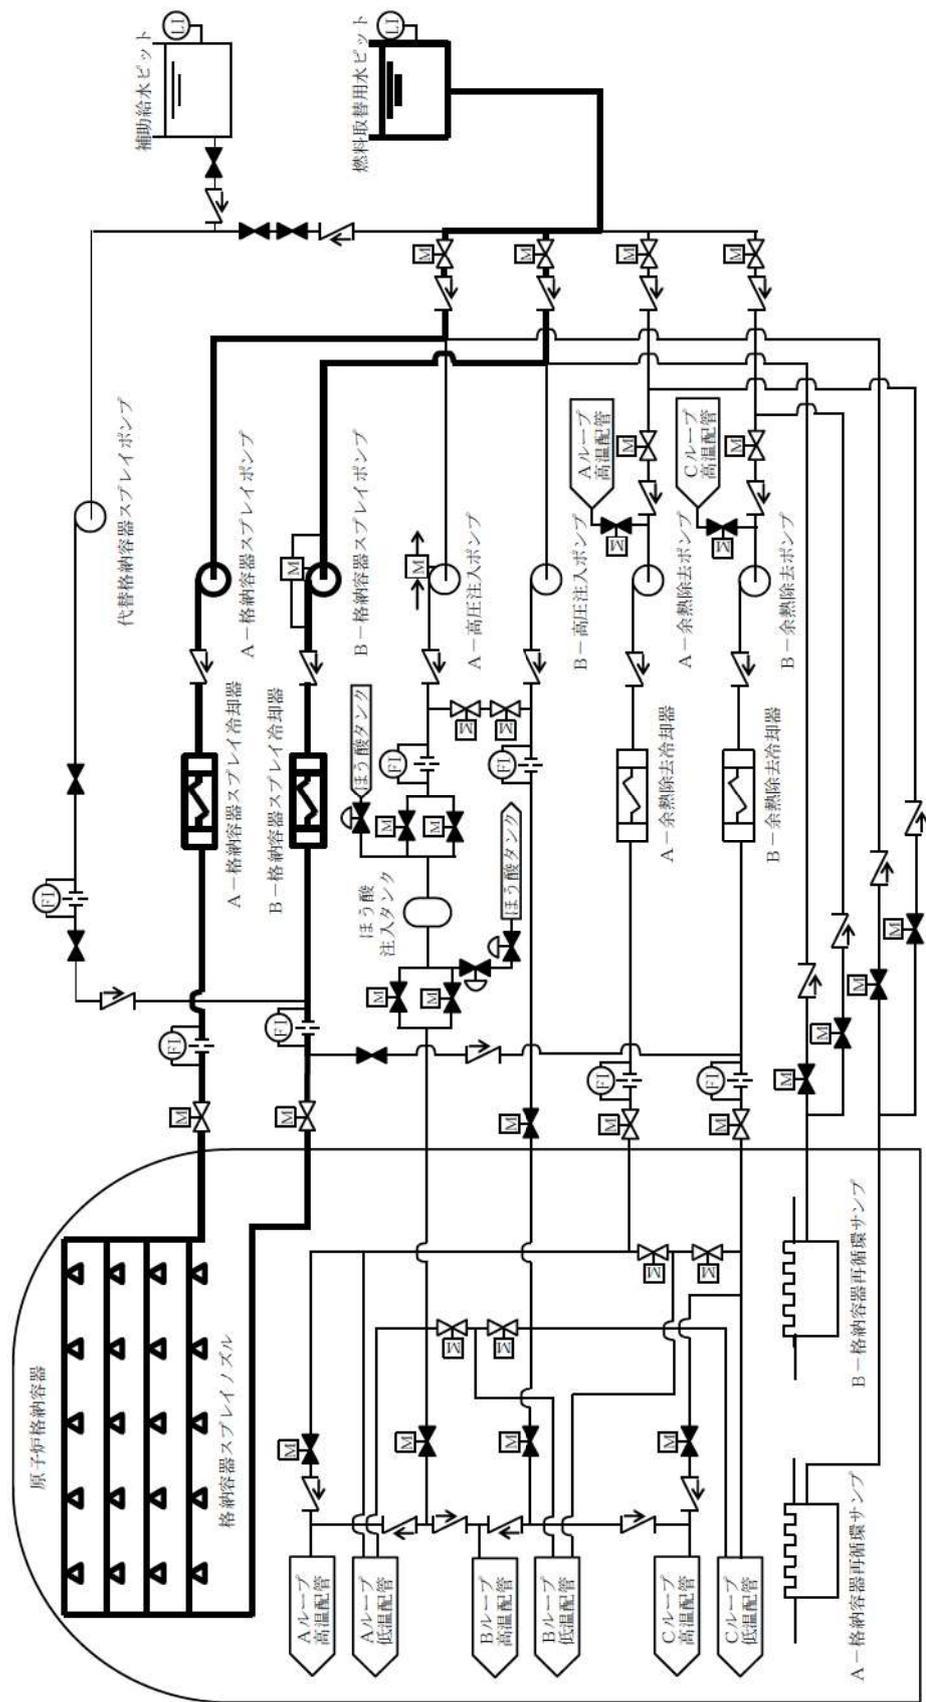 補助給水ピット
LI
燃料取替用水ピット
LI
M
M
M
M
代替格納容器スプレイポンプ
A-格納容器スプレイポンプ
B-格納容器スプレイポンプ
M
M
A-高圧注入ポンプ
B-高圧注入ポンプ
Aループ
高温配管
M
M
A-余熱除去ポンプ
Cループ
高温配管
M
M
B-余熱除去ポンプ
FI
A-格納容器スプレイ冷却器
B-格納容器スプレイ冷却器
ほう酸タンク
FI
M
M
M
M
FI
ほう酸
注入タンク
ほう酸タンク
A-余熱除去冷却器
B-余熱除去冷却器
FI
FI
M
M
M
M
FI
FI
M
M
M
M
M
M
M
M
M
原子炉格納容器
格納容器スプレイノズル
M
M
M
M
M
M
M
M
Aループ
高温配管
Aループ
低温配管
Bループ
高温配管
Bループ
低温配管
Cループ
高温配管
Cループ
低温配管
B-格納容器再循環サンプ
A-格納容器再循環サンプ